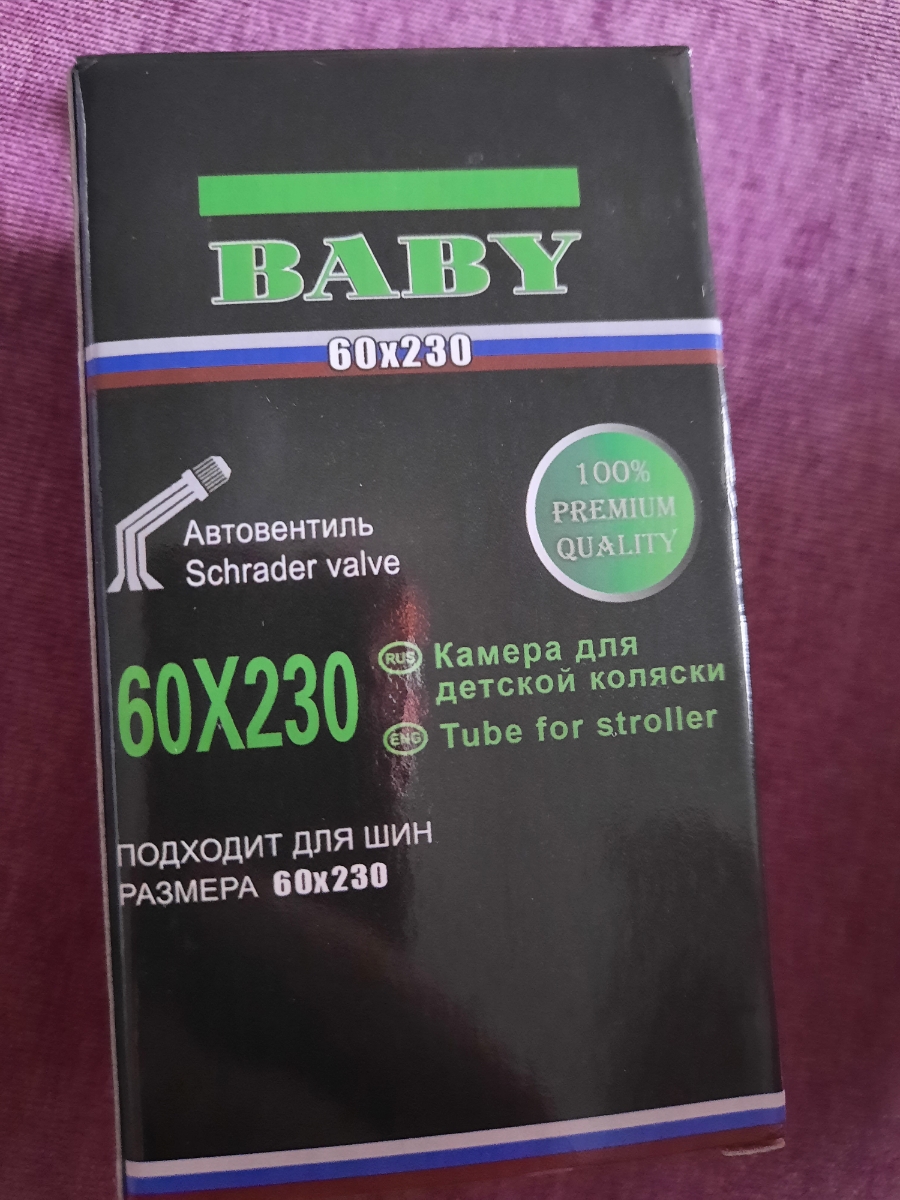 BABY
60x230
Автовентиль
Schrader valve
100%
PREMIUM
QUALITY
60X230
RUS Камера для
детской коляски
ENG Tube for stroller
ПОДХОДИТ ДЛЯ ШИН
РАЗМЕРА 60x230